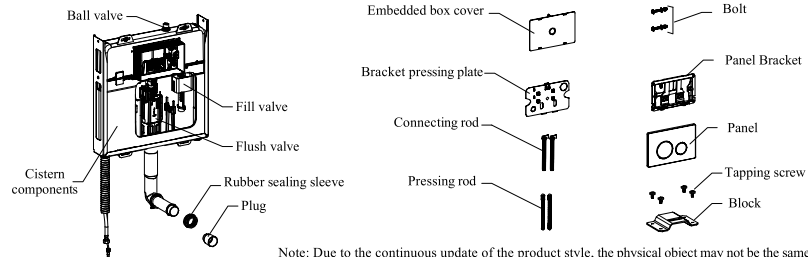 Ball valve
Fill valve
Flush valve
Cistern
components
Rubber sealing sleeve
Plug
Embedded box cover
Bracket pressing plate
Connecting rod
Pressing rod
Bolt
Panel Bracket
Panel
Tapping screw
Block
Note: Due to the continuous update of the product style, the physical object may not be the same